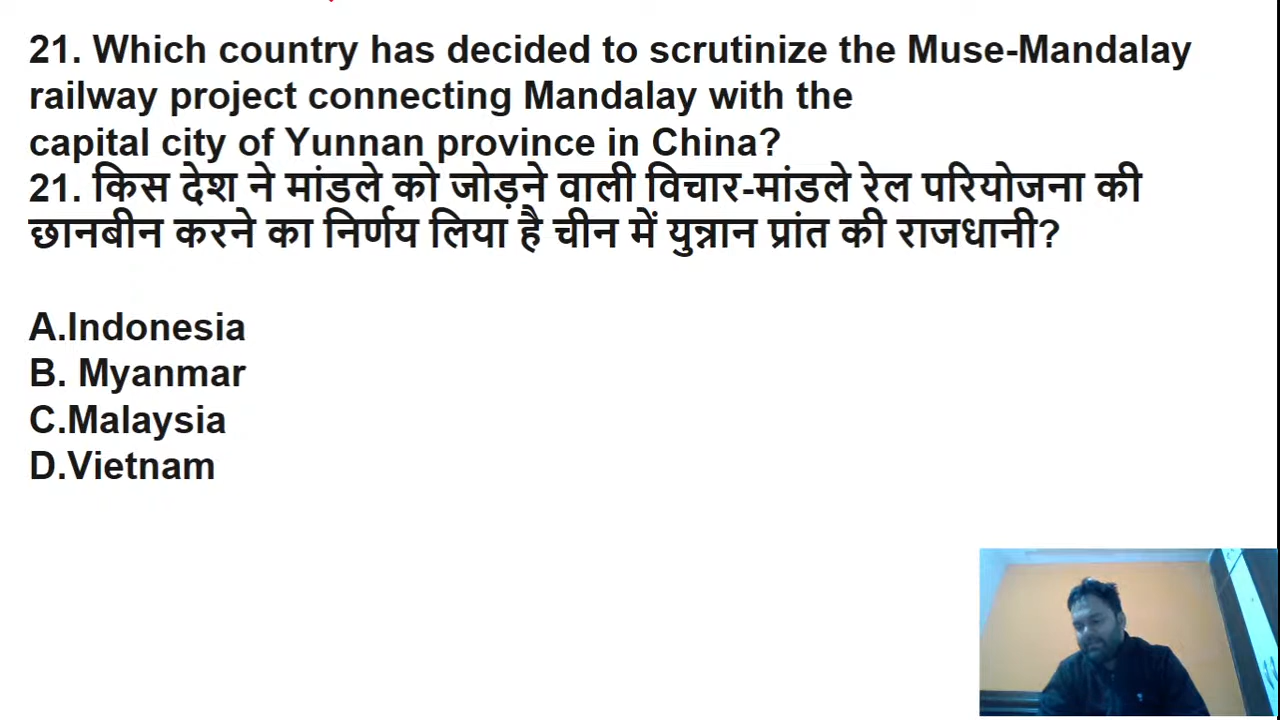 21. Which country has decided to scrutinize the Muse-Mandalay
railway project connecting Mandalay with the
capital city of Yunnan province in China?
21. किस देश ने मांडले को जोड़ने वाली विचार-मांडले रेल परियोजना की
छानबीन करने का निर्णय लिया है चीन में युन्नान प्रांत की राजधानी?
A.Indonesia
B. Myanmar
C.Malaysia
D.Vietnam